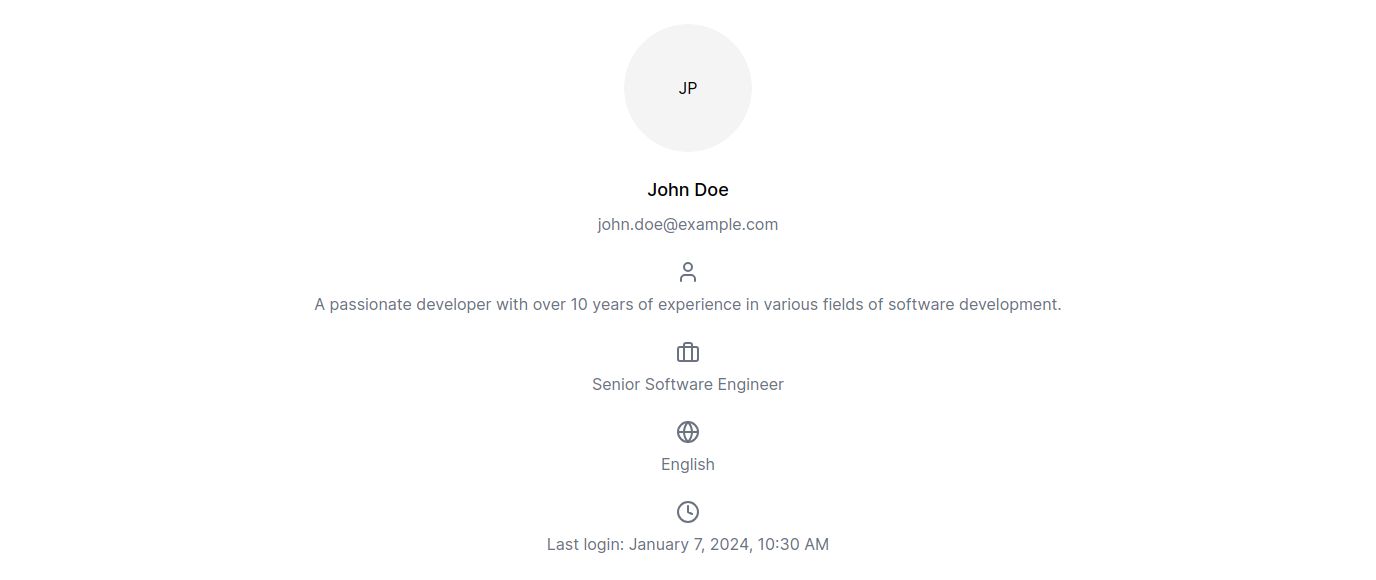 JP
John Doe
john.doe@example.com
A passionate developer with over 10 years of experience in various fields of software development.
Senior Software Engineer
English
Last login: January 7, 2024, 10:30 AM